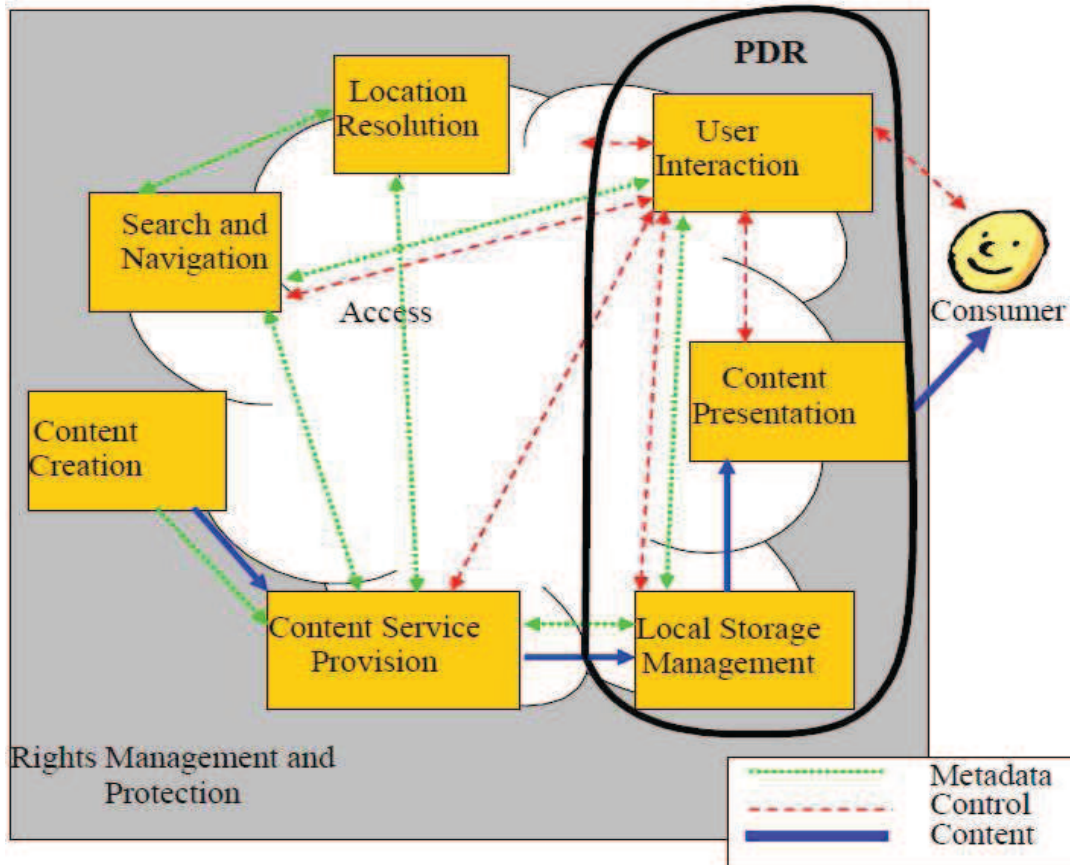 PDR
Location
Resolution
User
Interaction
Search and
Navigation
Access
Consumer
Content
Presentation
Content
Creation
Content Service
Provision
Local Storage
Management
Rights Management and
Protection
Metadata
Control
Content